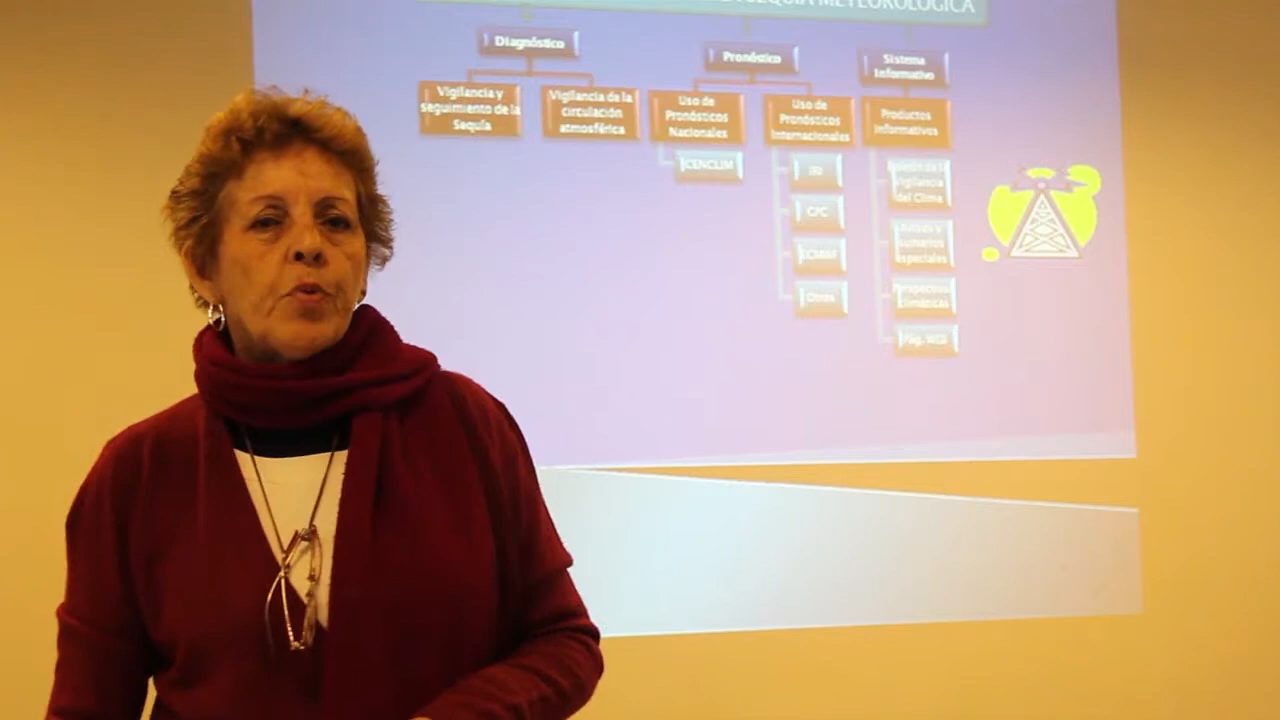 SEQUÍA METEOROLÓGICA
Diagnóstico
Pronóstico
Sistema
Informativo
Vigilancia y
seguimiento de la
Sequía
Vigilancia de la
circulación
atmosférica
Uso de
Pronósticos
Nacionales
Uso de
Pronósticos
Internacionales
Productos
Informativos
CENCLIM
IRI
CPC
ECMWF
Otros
Boletín de la
Vigilancia
del Clima
Avisos y
sumarios
especiales
Perspectivas
climáticas
Pág. WEB